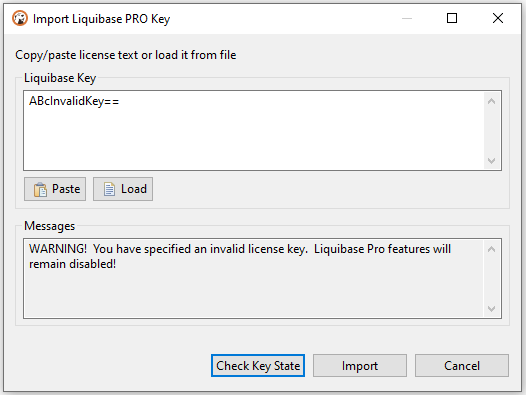 Import Liquibase PRO Key
Copy/paste license text or load it from file
Liquibase Key
ABcInvalidKey==
Paste
Load
Messages
WARNING!  You have specified an invalid license key.  Liquibase Pro features will
remain disabled!
Check Key State
Import
Cancel